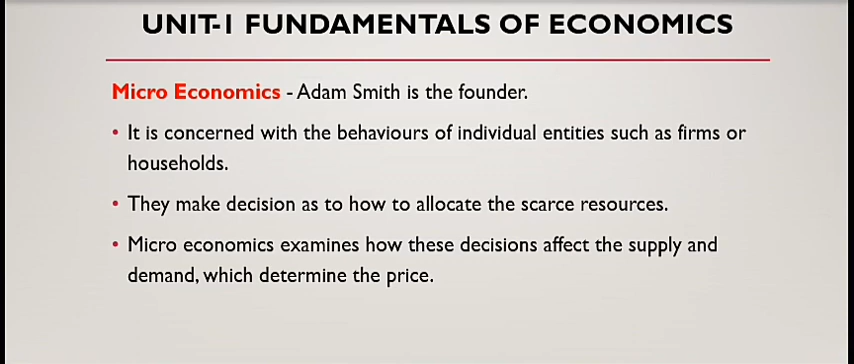 UNIT-1 FUNDAMENTALS OF ECONOMICS
Micro Economics - Adam Smith is the founder.
• It is concerned with the behaviours of individual entities such as firms or
households.
• They make decision as to how to allocate the scarce resources.
• Micro economics examines how these decisions affect the supply and
demand, which determine the price.